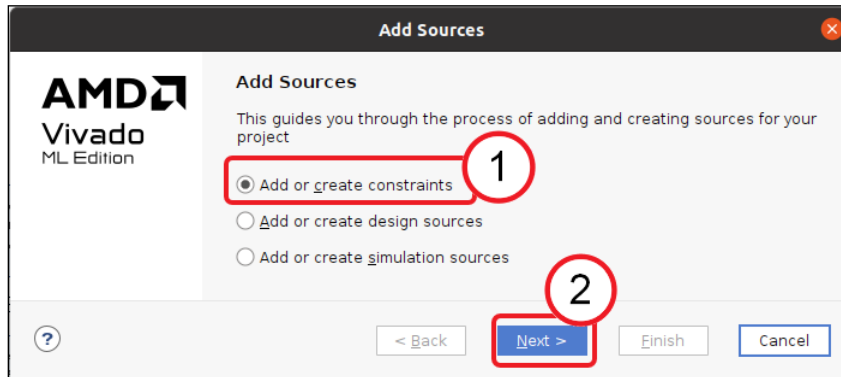 Add Sources
AMD
Vivado
ML Edition
Add Sources
This guides you through the process of adding and creating sources for your
project
1
Add or create constraints
Add or create design sources
Add or create simulation sources
2
?
< Back
Next >
Finish
Cancel